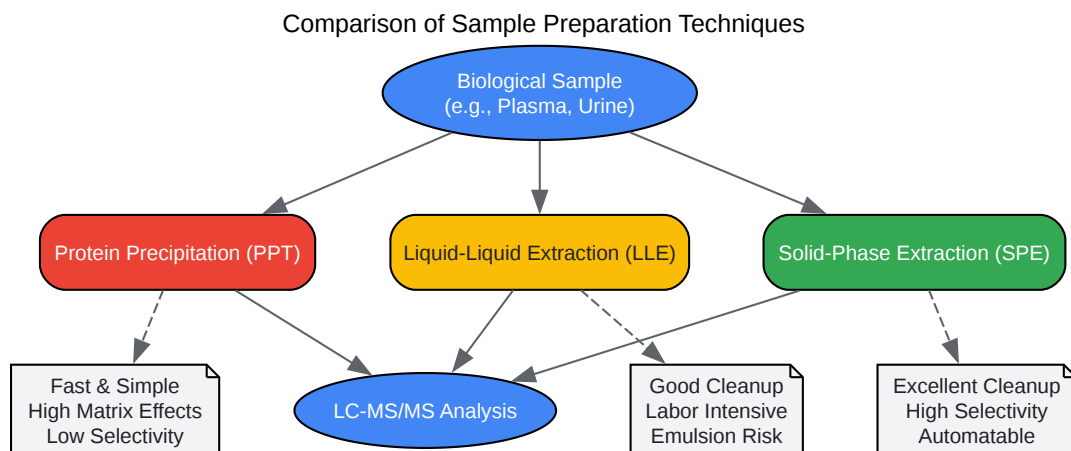 Comparison of Sample Preparation Techniques
Biological Sample
(e.g., Plasma, Urine)
Protein Precipitation (PPT)
Liquid-Liquid Extraction (LLE)
Solid-Phase Extraction (SPE)
Fast & Simple
High Matrix Effects
Low Selectivity
LC-MS/MS Analysis
Good Cleanup
Labor Intensive
Emulsion Risk
Excellent Cleanup
High Selectivity
Automatable